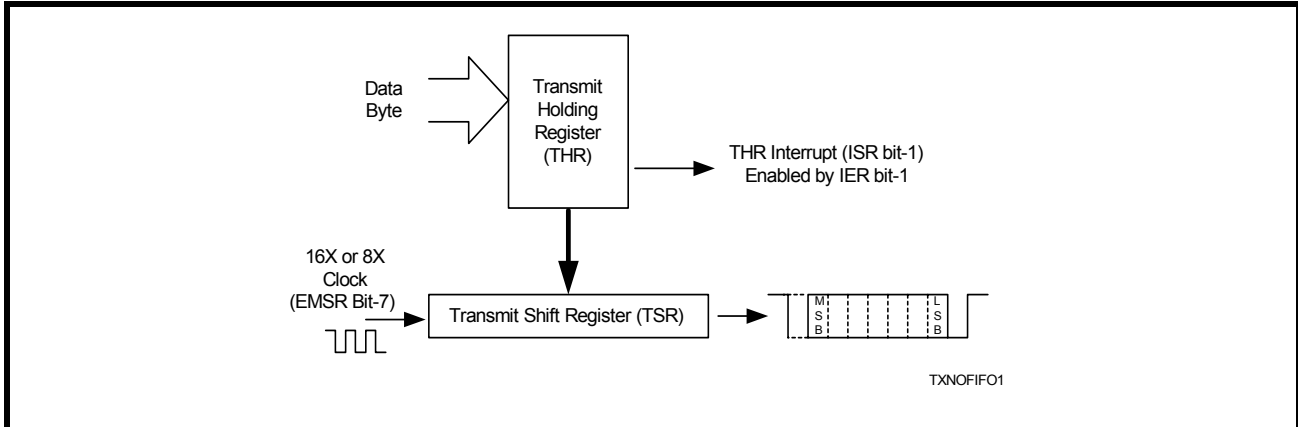 Data
Byte
Transmit
Holding
Register
(THR)
THR Interrupt (ISR bit-1)
Enabled by IER bit-1
16X or 8X
Clock
(EMSR Bit-7)
Transmit Shift Register (TSR)
M
S
B
L
S
B
TXNOFIFO1